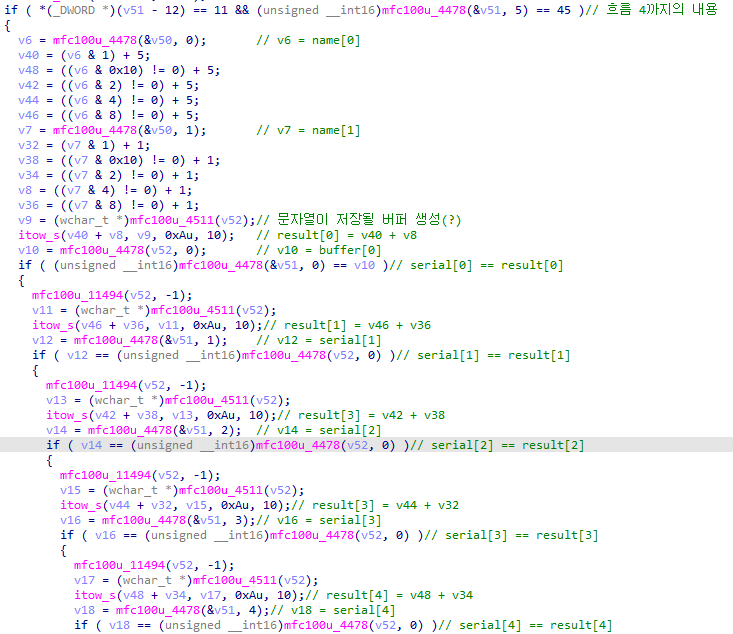 if ( *(_DWORD *)(v51 - 12) == 11 && (unsigned __int16)mfc100u_4478(&v51, 5) == 45 )// 흐름 4까지의 내용
{
v6 = mfc100u_4478(&v50, 0); // v6 = name[0]
v40 = (v6 & 1) + 5;
v48 = ((v6 & 0x10) != 0) + 5;
v42 = ((v6 & 2) != 0) + 5;
v44 = ((v6 & 4) != 0) + 5;
v46 = ((v6 & 8) != 0) + 5;
v7 = mfc100u_4478(&v50, 1); // v7 = name[1]
v32 = (v7 & 1) + 1;
v38 = ((v7 & 0x10) != 0) + 1;
v34 = ((v7 & 2) != 0) + 1;
v8 = ((v7 & 4) != 0) + 1;
v36 = ((v7 & 8) != 0) + 1;
v9 = (wchar_t *)mfc100u_4511(v52);// 문자열이 저장될 버퍼 생성(?)
itow_s(v40 + v8, v9, 0xAu, 10); // result[0] = v40 + v8
v10 = mfc100u_4478(v52, 0); // v10 = buffer[0]
if ( (unsigned __int16)mfc100u_4478(&v51, 0) == v10 )// serial[0] == result[0]
{
mfc100u_11494(v52, -1);
v11 = (wchar_t *)mfc100u_4511(v52);
itow_s(v46 + v36, v11, 0xAu, 10);// result[1] = v46 + v36
v12 = mfc100u_4478(&v51, 1); // v12 = serial[1]
if ( v12 == (unsigned __int16)mfc100u_4478(v52, 0) )// serial[1] == result[1]
{
mfc100u_11494(v52, -1);
v13 = (wchar_t *)mfc100u_4511(v52);
itow_s(v42 + v38, v13, 0xAu, 10);// result[3] = v42 + v38
v14 = mfc100u_4478(&v51, 2); // v14 = serial[2]
if ( v14 == (unsigned __int16)mfc100u_4478(v52, 0) )// serial[2] == result[2]
{
mfc100u_11494(v52, -1);
v15 = (wchar_t *)mfc100u_4511(v52);
itow_s(v44 + v32, v15, 0xAu, 10);// result[3] = v44 + v32
v16 = mfc100u_4478(&v51, 3);// v16 = serial[3]
if ( v16 == (unsigned __int16)mfc100u_4478(v52, 0) )// serial[3] == result[3]
{
mfc100u_11494(v52, -1);
v17 = (wchar_t *)mfc100u_4511(v52);
itow_s(v48 + v34, v17, 0xAu, 10);// result[4] = v48 + v34
v18 = mfc100u_4478(&v51, 4);// v18 = serial[4]
if ( v18 == (unsigned __int16)mfc100u_4478(v52, 0) )// serial[4] == result[4]